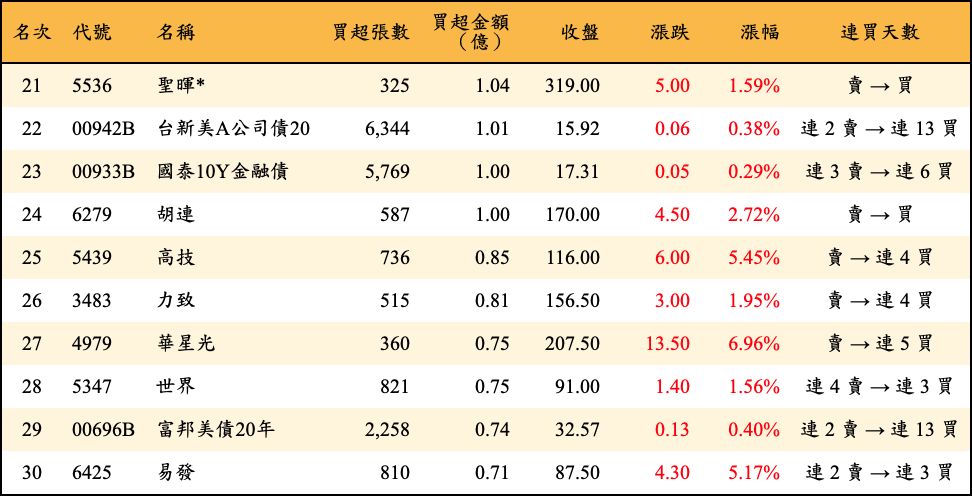 名次 代號 名稱 買超張數 買超金額（億） 收盤 漲跌 漲幅 連買天數
21 5536 聖暉* 325 1.04 319.00 5.00 1.59% 賣 → 買
22 00942B 台新美A公司債20 6,344 1.01 15.92 0.06 0.38% 連 2 賣 → 連 13 買
23 00933B 國泰10Y金融債 5,769 1.00 17.31 0.05 0.29% 連 3 賣 → 連 6 買
24 6279 胡連 587 1.00 170.00 4.50 2.72% 賣 → 買
25 5439 高技 736 0.85 116.00 6.00 5.45% 賣 → 連 4 買
26 3483 力致 515 0.81 156.50 3.00 1.95% 賣 → 連 4 買
27 4979 華星光 360 0.75 207.50 13.50 6.96% 賣 → 連 5 買
28 5347 世界 821 0.75 91.00 1.40 1.56% 連 4 賣 → 連 3 買
29 00696B 富邦美債20年 2,258 0.74 32.57 0.13 0.40% 連 2 賣 → 連 13 買
30 6425 易發 810 0.71 87.50 4.30 5.17% 連 2 賣 → 連 3 買